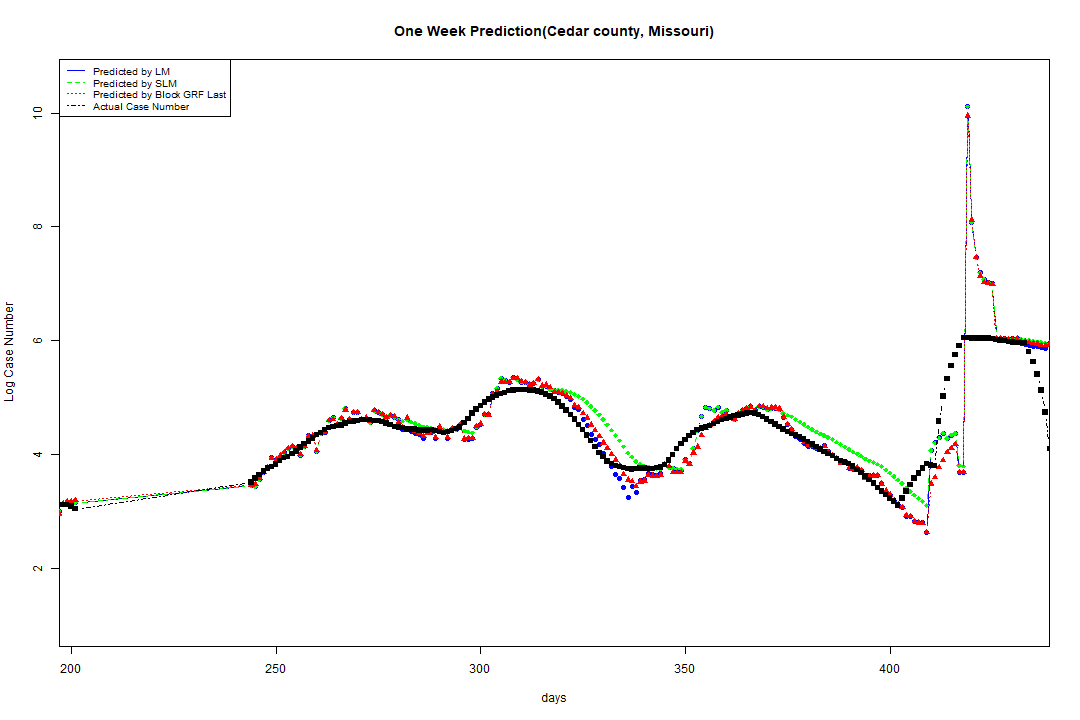 One Week Prediction(Cedar county, Missouri)
Predicted by LM
Predicted by SLM
Predicted by Block GRF Last
Actual Case Number
Log Case Number
10
8
6
4
2
200 250 300 350 400
days